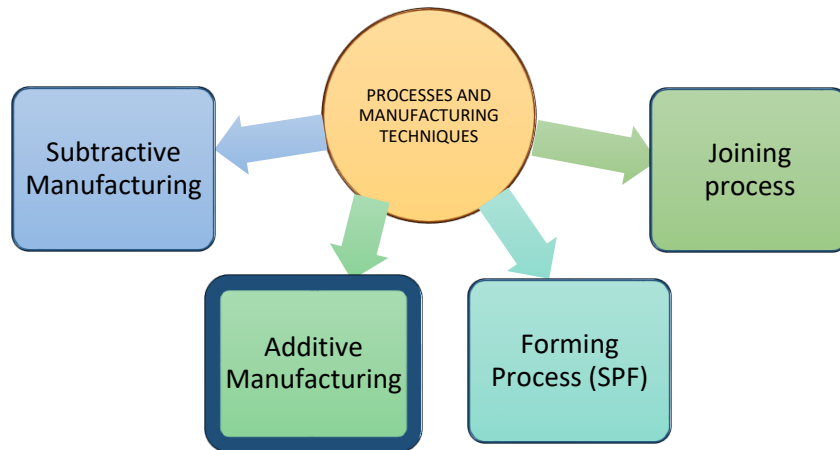 PROCESSES AND
MANUFACTURING
TECHNIQUES
Subtractive
Manufacturing
Joining
process
Additive
Manufacturing
Forming
Process (SPF)